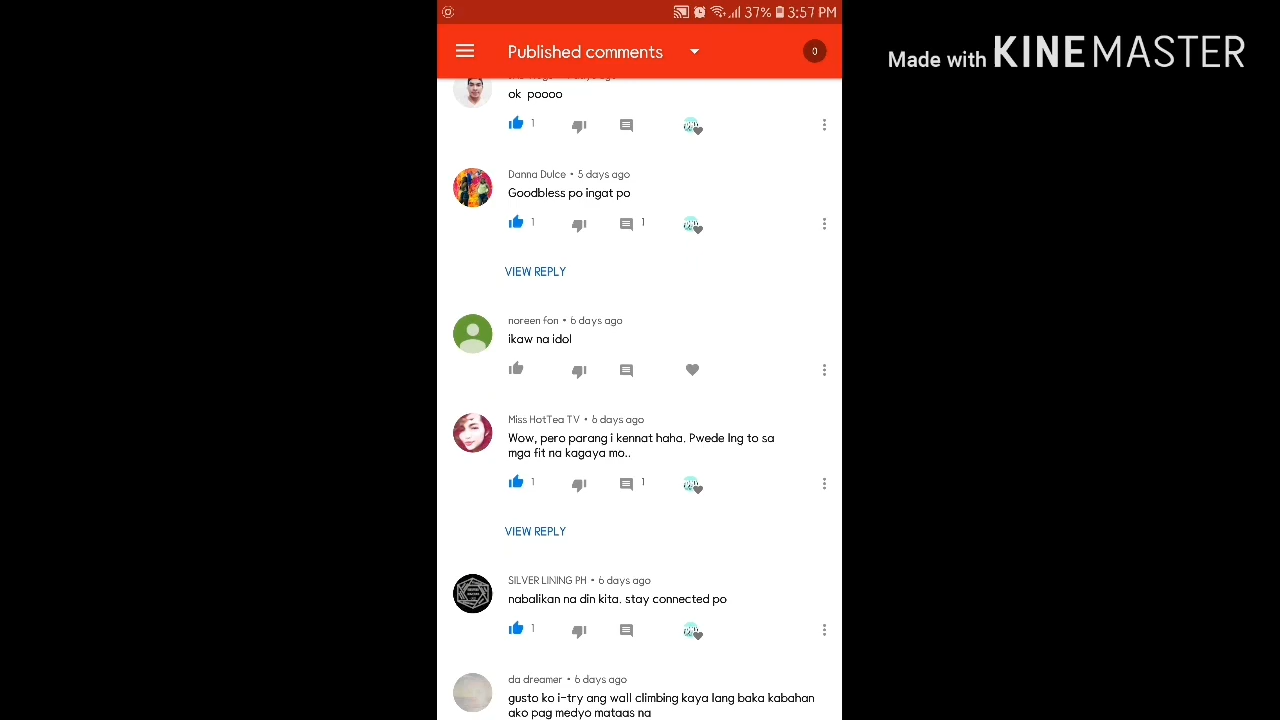 37% 3:57 PM
Made with KINEMASTER
Published comments
0
ok poooo
1
Danna Dulce • 5 days ago
Goodbless po ingat po
1 1
VIEW REPLY
noreen fon • 6 days ago
ikaw na idol
Miss HotTea TV • 6 days ago
Wow, pero parang i kennat haha. Pwede lng to sa
mga fit na kagaya mo..
1 1
VIEW REPLY
SILVER LINING PH • 6 days ago
nabalikan na din kita. stay connected po
1
da dreamer • 6 days ago
gusto ko i-try ang wall climbing kaya lang baka kabahan
ako pag medyo mataas na